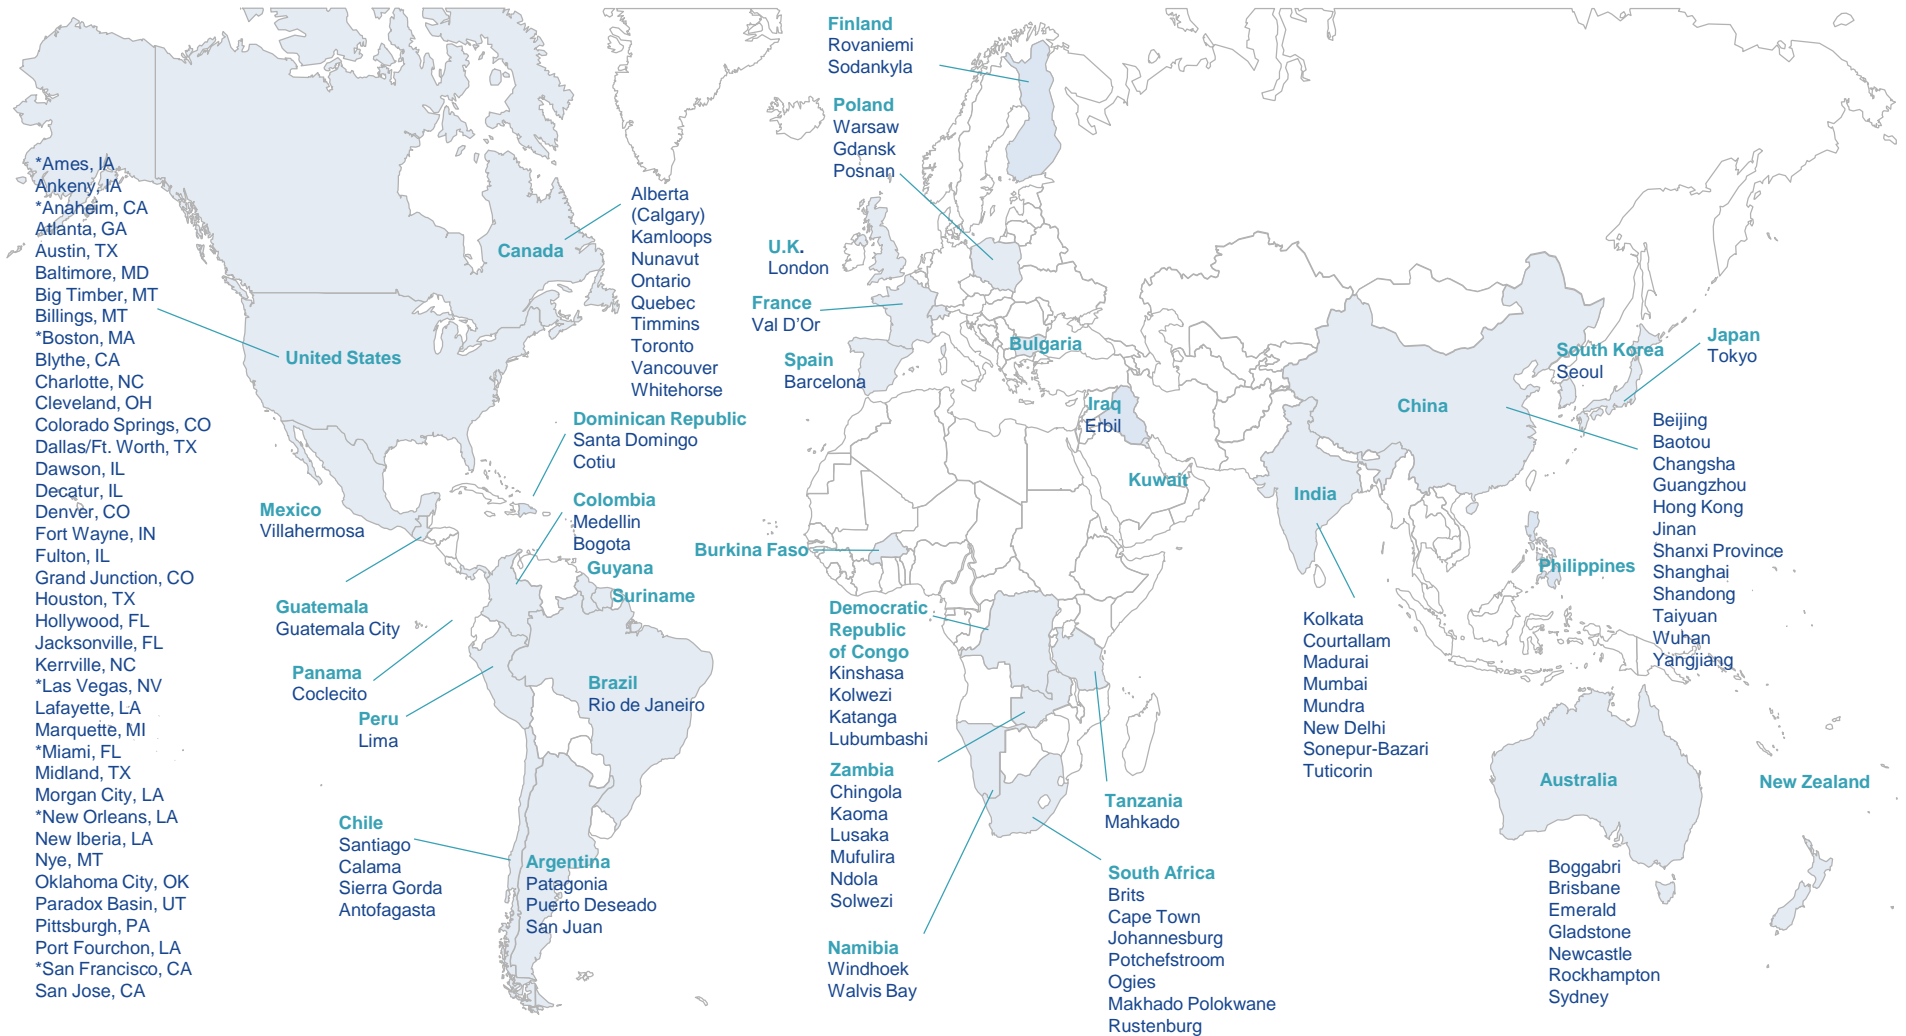 *Ames, IA
Ankeny, IA
*Anaheim, CA
Atlanta, GA
Austin, TX
Baltimore, MD
Big Timber, MT
Billings, MT
*Boston, MA
Blythe, CA
Charlotte, NC
Cleveland, OH
Colorado Springs, CO
Dallas/Ft. Worth, TX
Dawson, IL
Decatur, IL
Denver, CO
Fort Wayne, IN
Fulton, IL
Grand Junction, CO
Houston, TX
Hollywood, FL
Jacksonville, FL
Kerrville, NC
*Las Vegas, NV
Lafayette, LA
Marquette, MI
*Miami, FL
Midland, TX
Morgan City, LA
*New Orleans, LA
New Iberia, LA
Nye, MT
Oklahoma City, OK
Paradox Basin, UT
Pittsburgh, PA
Port Fourchon, LA
*San Francisco, CA
San Jose, CA
United States
Canada
Alberta
(Calgary)
Kamloops
Nunavut
Ontario
Quebec
Timmins
Toronto
Vancouver
Whitehorse
Mexico
Villahermosa
Guatemala
Guatemala City
Panama
Coclecito
Peru
Lima
Chile
Santiago
Calama
Sierra Gorda
Antofagasta
Dominican Republic
Santa Domingo
Cotiu
Colombia
Medellin
Bogota
Guyana
Suriname
Brazil
Rio de Janeiro
Argentina
Patagonia
Puerto Deseado
San Juan
Finland
Rovaniemi
Sodankyla
Poland
Warsaw
Gdansk
Posnan
U.K.
London
France
Val D'Or
Spain
Barcelona
Bulgaria
Iraq
Erbil
Kuwait
Burkina Faso
Democratic
Republic
of Congo
Kinshasa
Kolwezi
Katanga
Lubumbashi
Zambia
Chingola
Kaoma
Lusaka
Mufulira
Ndola
Solwezi
Namibia
Windhoek
Walvis Bay
Tanzania
Mahkado
South Africa
Brits
Cape Town
Johannesburg
Potchefstroom
Ogies
Makhado Polokwane
Rustenburg
India
Kolkata
Courtallam
Madurai
Mumbai
Mundra
New Delhi
Sonepur-Bazari
Tuticorin
China
Beijing
Baotou
Changsha
Guangzhou
Hong Kong
Jinan
Shanxi Province
Shanghai
Shandong
Taiyuan
Wuhan
Yangjiang
South Korea
Seoul
Japan
Tokyo
Philippines
Australia
Boggabri
Brisbane
Emerald
Gladstone
Newcastle
Rockhampton
Sydney
New Zealand